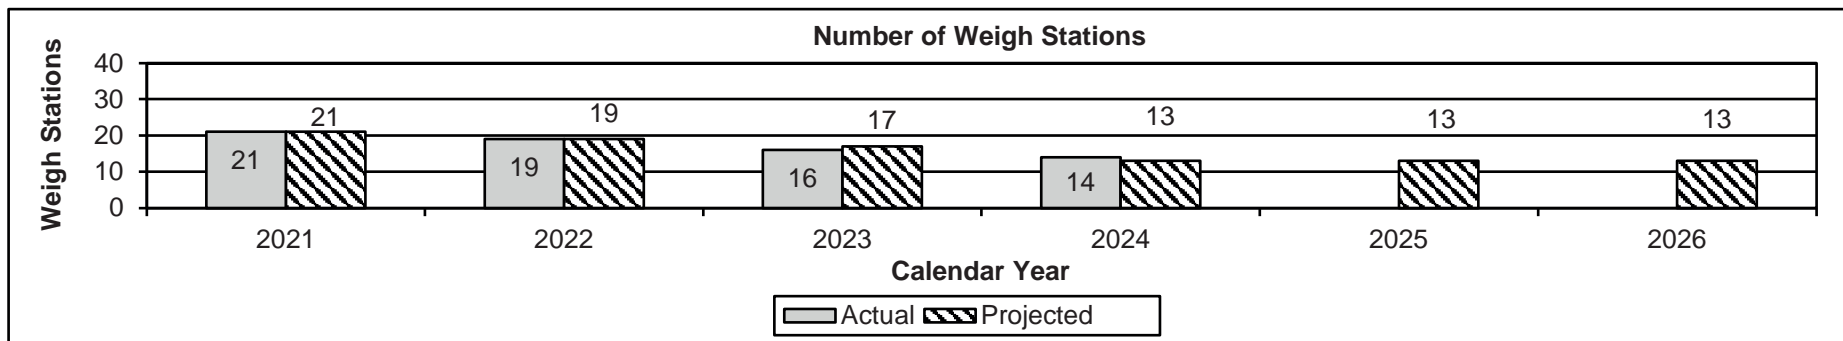 Number of Weigh Stations
Weigh Stations
40
30
20
10
0
21 19 17 13 13 13
21 19 16 14
2021 2022 2023 2024 2025 2026
Calendar Year
Actual Projected